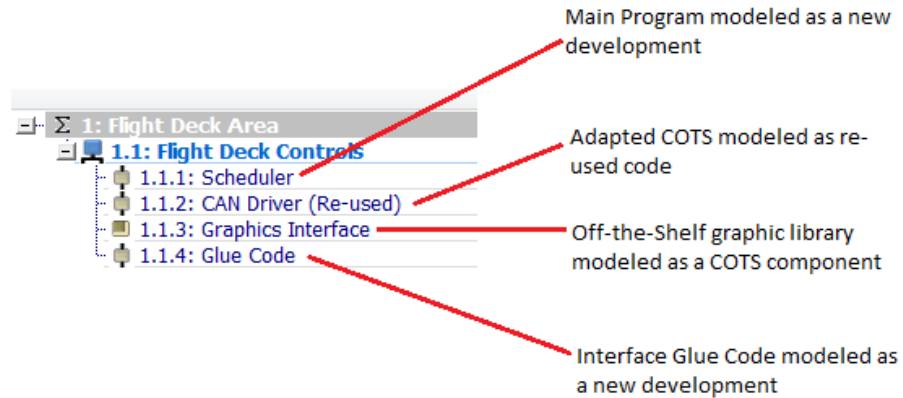 Main Program modeled as a new
development
Σ 1: Flight Deck Area
1.1: Flight Deck Controls
1.1.1: Scheduler
1.1.2: CAN Driver (Re-used)
1.1.3: Graphics Interface
1.1.4: Glue Code
Adapted COTS modeled as re-
used code
Off-the-Shelf graphic library
modeled as a COTS component
Interface Glue Code modeled as
a new development